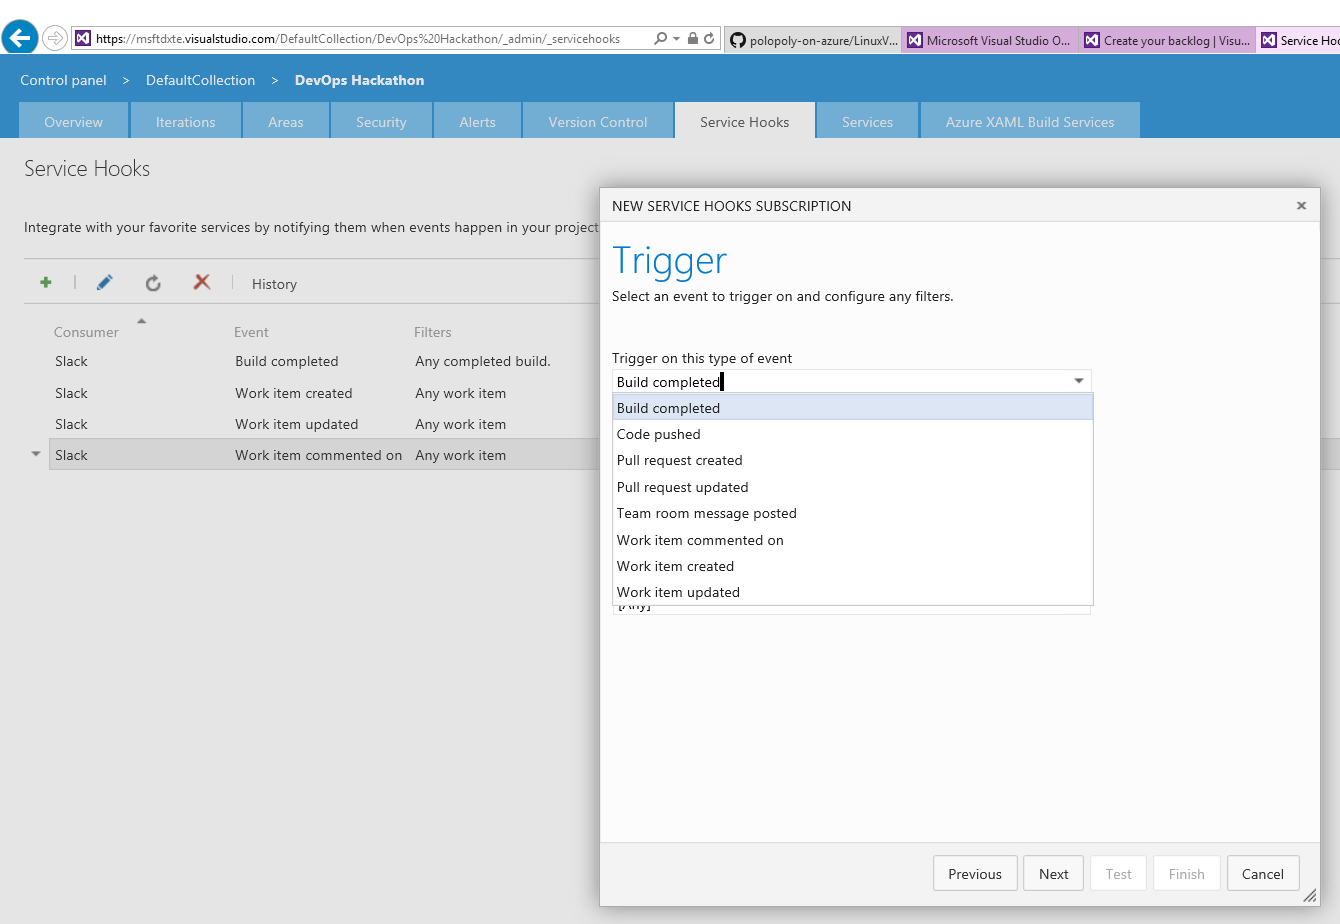 https://msftdxte.visualstudio.com/DefaultCollection/DevOps%20Hackathon/_admin/_servicehooks
polopoly-on-azure/LinuxV...
Microsoft Visual Studio O...
Create your backlog | Visu...
Service Hoo
Control panel > DefaultCollection > DevOps Hackathon
Overview
Iterations
Areas
Security
Alerts
Version Control
Service Hooks
Services
Azure XAML Build Services
Service Hooks
Integrate with your favorite services by notifying them when events happen in your project
History
Consumer Event Filters
Slack Build completed Any completed build.
Slack Work item created Any work item
Slack Work item updated Any work item
Slack Work item commented on Any work item
NEW SERVICE HOOKS SUBSCRIPTION
Trigger
Select an event to trigger on and configure any filters.
Trigger on this type of event
Build completed
Build completed
Code pushed
Pull request created
Pull request updated
Team room message posted
Work item commented on
Work item created
Work item updated
[Any]
Previous
Next
Test
Finish
Cancel